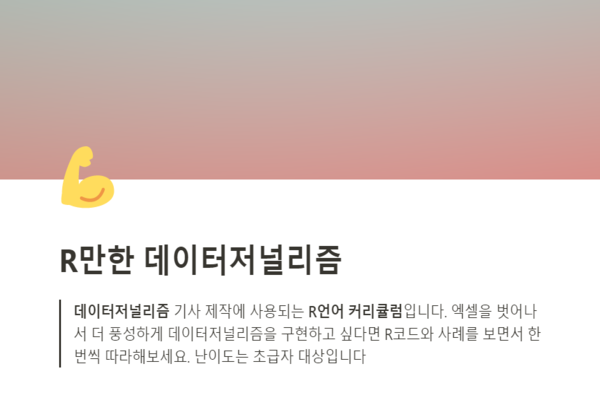 R만한 데이터저널리즘
데이터저널리즘 기사 제작에 사용되는 R언어 커리큘럼입니다. 엑셀을 벗어나
서 더 풍성하게 데이터저널리즘을 구현하고 싶다면 R코드와 사례를 보면서 한
번씩 따라해보세요. 난이도는 초급자 대상입니다